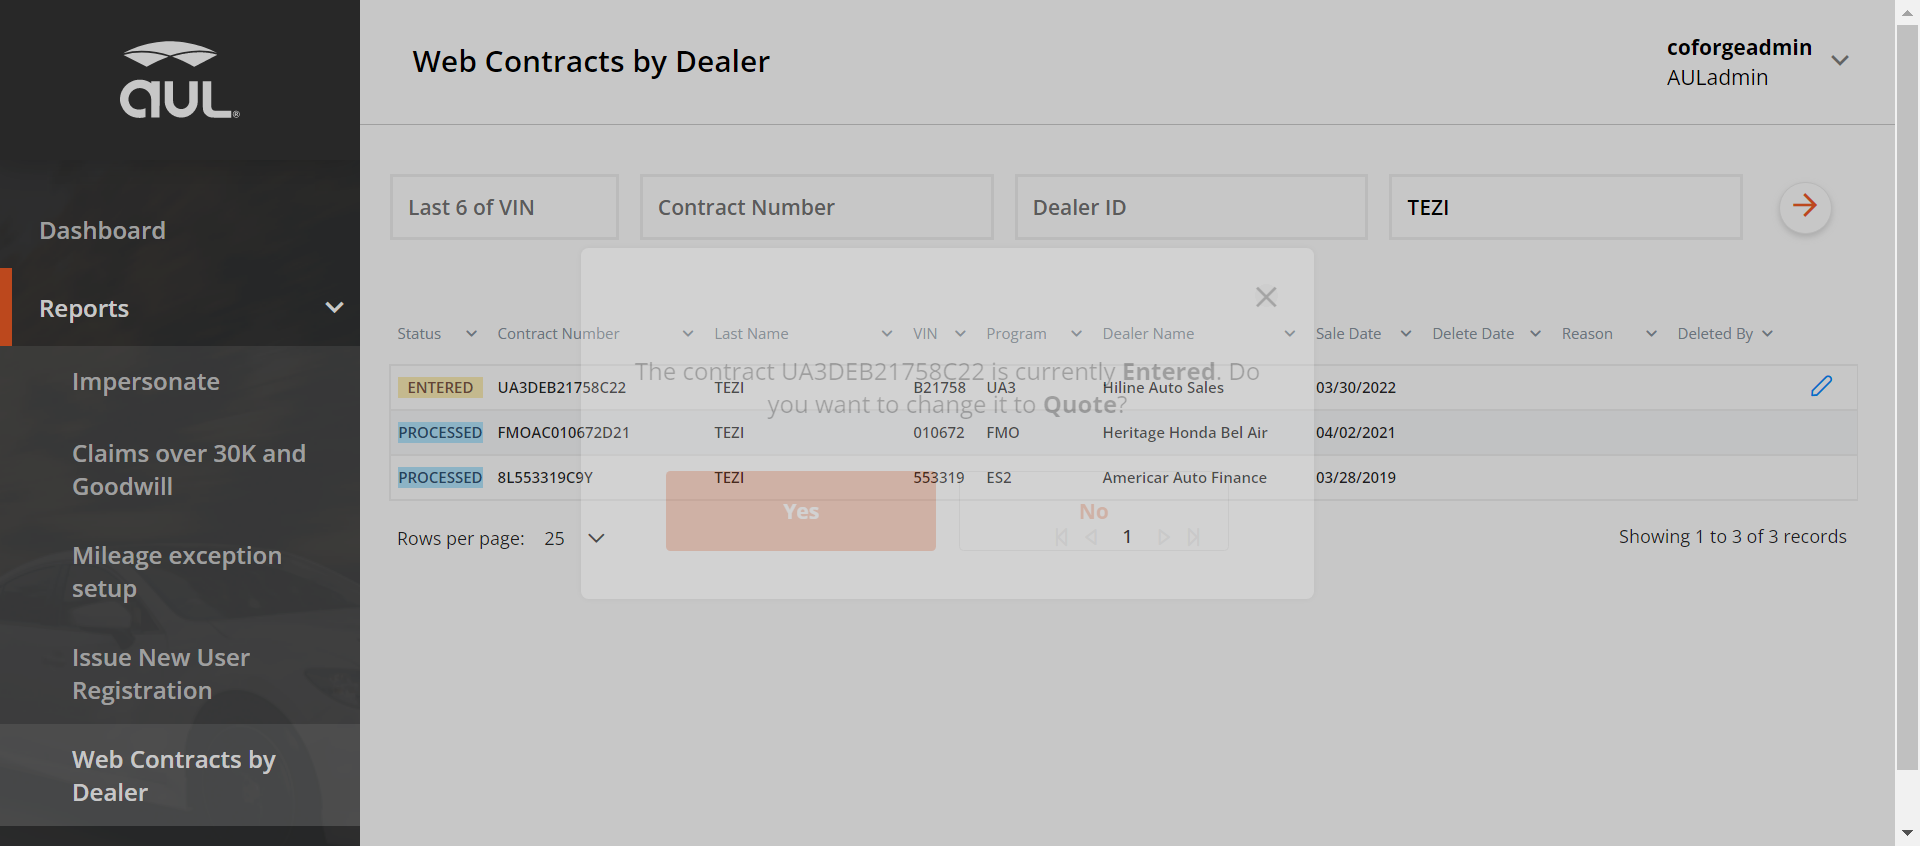 aUL®
Web Contracts by Dealer
coforgeadmin
AULadmin
Dashboard
Reports
Impersonate
Claims over 30K and
Goodwill
Mileage exception
setup
Issue New User
Registration
Web Contracts by
Dealer
Last 6 of VIN Contract Number Dealer ID TEZI
Status Contract Number Last Name VIN Program Dealer Name Sale Date Delete Date Reason Deleted By
ENTERED UA3DEB21758C22 TEZI B21758 UA3 Hiline Auto Sales 03/30/2022
PROCESSED FMOAC010672D21 TEZI 010672 FMO Heritage Honda Bel Air 04/02/2021
PROCESSED 8L553319C9Y TEZI 553319 ES2 Americar Auto Finance 03/28/2019
Rows per page: 25 1 Showing 1 to 3 of 3 records
The contract UA3DEB21758C22 is currently Entered. Do
you want to change it to Quote?
Yes No